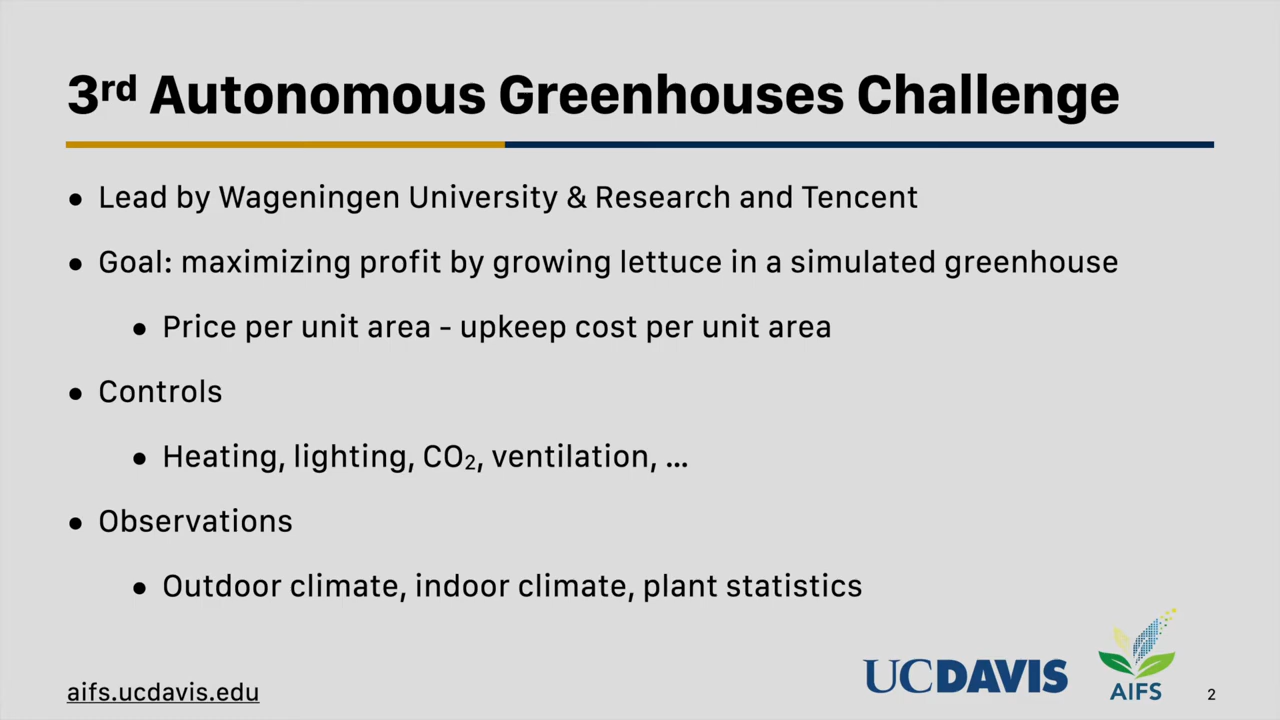 3rd Autonomous Greenhouses Challenge
• Lead by Wageningen University & Research and Tencent
• Goal: maximizing profit by growing lettuce in a simulated greenhouse
• Price per unit area - upkeep cost per unit area
• Controls
• Heating, lighting, CO₂, ventilation, ...
• Observations
• Outdoor climate, indoor climate, plant statistics
aifs.ucdavis.edu
UCDAVIS
AIFS
2